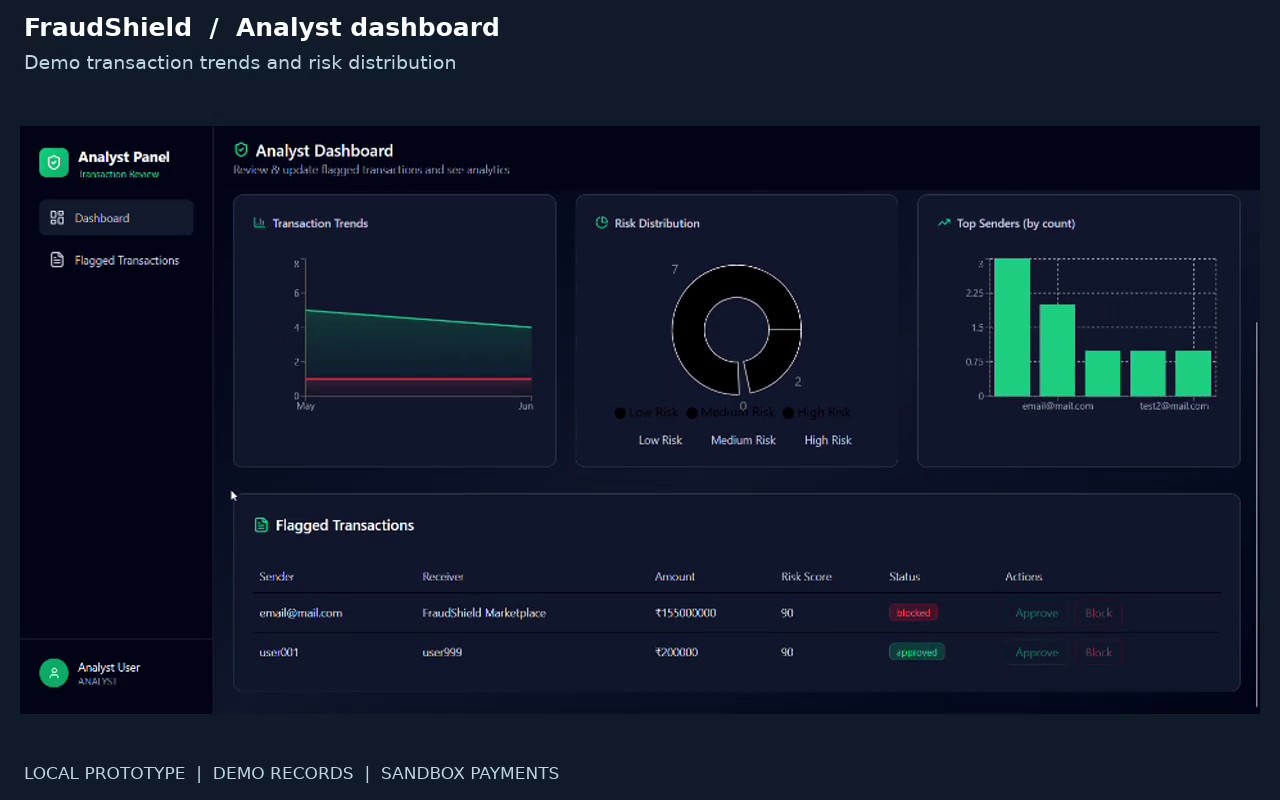 FraudShield / Analyst dashboard
Demo transaction trends and risk distribution
Analyst Panel
Transaction Review
Dashboard
Flagged Transactions
Analyst User
ANALYST
Analyst Dashboard
Review & update flagged transactions and see analytics
Transaction Trends
8
6
4
2
0
May Jun
Risk Distribution
7
2
0
Low Risk Medium Risk High Risk
Low Risk Medium Risk High Risk
Top Senders (by count)
3
2.25
1.5
0.75
0
email@mail.com test2@mail.com
Flagged Transactions
Sender Receiver Amount Risk Score Status Actions
email@mail.com FraudShield Marketplace ₹155000000 90 blocked Approve Block
user001 user999 ₹200000 90 approved Approve Block
LOCAL PROTOTYPE | DEMO RECORDS | SANDBOX PAYMENTS